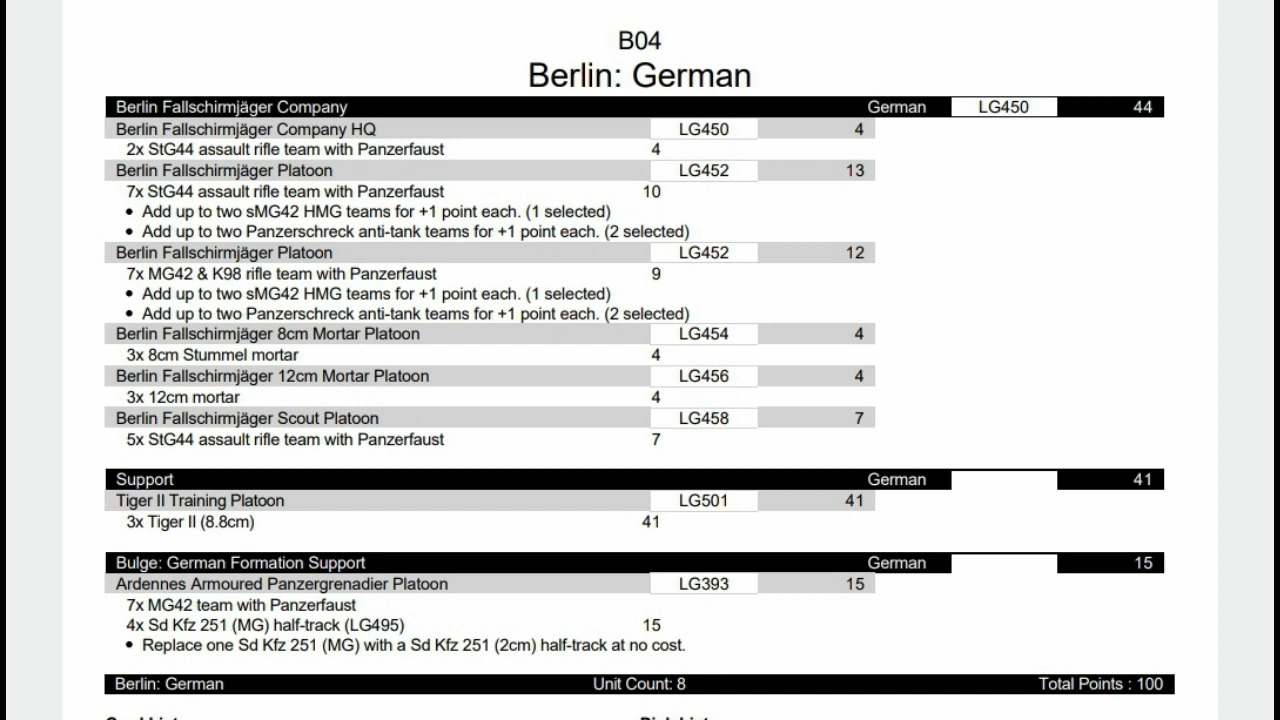 B04
Berlin: German
Berlin Fallschirmjäger Company German LG450 44
Berlin Fallschirmjäger Company HQ LG450 4
2x StG44 assault rifle team with Panzerfaust 4
Berlin Fallschirmjäger Platoon LG452 13
7x StG44 assault rifle team with Panzerfaust 10
• Add up to two sMG42 HMG teams for +1 point each. (1 selected)
• Add up to two Panzerschreck anti-tank teams for +1 point each. (2 selected)
Berlin Fallschirmjäger Platoon LG452 12
7x MG42 & K98 rifle team with Panzerfaust 9
• Add up to two sMG42 HMG teams for +1 point each. (1 selected)
• Add up to two Panzerschreck anti-tank teams for +1 point each. (2 selected)
Berlin Fallschirmjäger 8cm Mortar Platoon LG454 4
3x 8cm Stummel mortar 4
Berlin Fallschirmjäger 12cm Mortar Platoon LG456 4
3x 12cm mortar 4
Berlin Fallschirmjäger Scout Platoon LG458 7
5x StG44 assault rifle team with Panzerfaust 7
Support German 41
Tiger II Training Platoon LG501 41
3x Tiger II (8.8cm) 41
Bulge: German Formation Support German 15
Ardennes Armoured Panzergrenadier Platoon LG393 15
7x MG42 team with Panzerfaust
4x Sd Kfz 251 (MG) half-track (LG495) 15
• Replace one Sd Kfz 251 (MG) with a Sd Kfz 251 (2cm) half-track at no cost.
Berlin: German Unit Count: 8 Total Points : 100